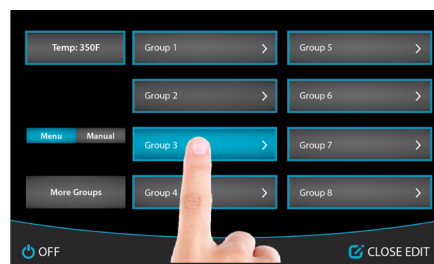 Temp: 350F
Group 1
Group 5
Group 2
Group 6
Menu
Manual
Group 3
Group 7
More Groups
Group 4
Group 8
OFF
CLOSE EDIT